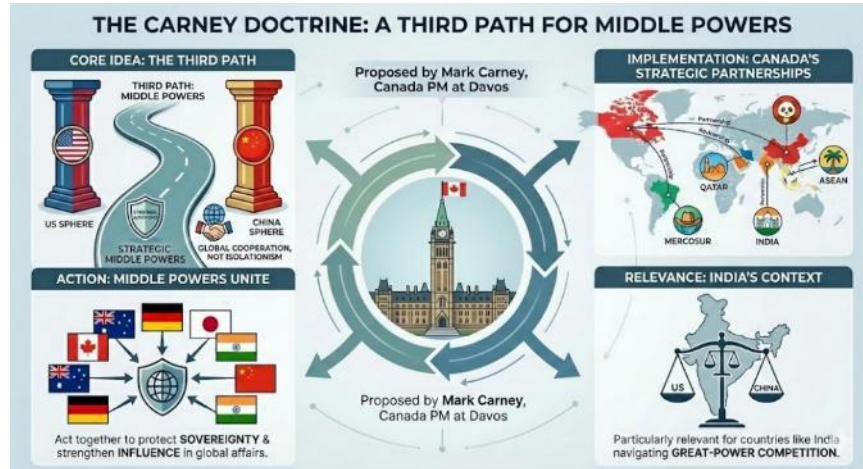 THE CARNEY DOCTRINE: A THIRD PATH FOR MIDDLE POWERS
CORE IDEA: THE THIRD PATH
THIRD PATH:
MIDDLE POWERS
US SPHERE
CHINA
SPHERE
STRATEGIC
MIDDLE POWERS
GLOBAL COOPERATION,
NOT ISOLATIONISM
Proposed by Mark Carney,
Canada PM at Davos
IMPLEMENTATION: CANADA'S
STRATEGIC PARTNERSHIPS
Partnership
Partnership
QATAR
ASEAN
MERCOSUR
INDIA
ACTION: MIDDLE POWERS UNITE
Act together to protect SOVEREIGNTY &
strengthen INFLUENCE in global affairs.
Proposed by Mark Carney,
Canada PM at Davos
RELEVANCE: INDIA'S CONTEXT
US
CHINA
Particularly relevant for countries like India
navigating GREAT-POWER COMPETITION.